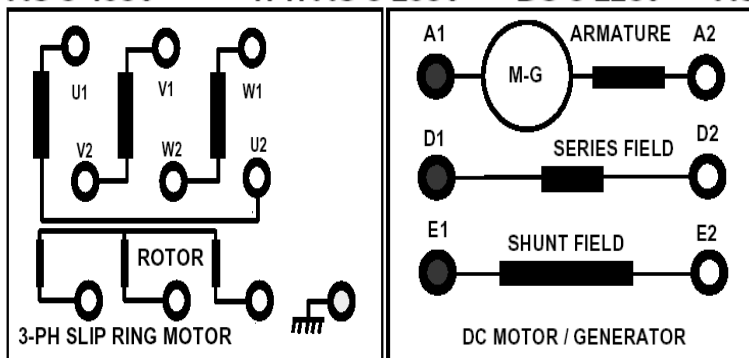 U1
V1
W1
V2
W2
U2
ROTOR
3-PH SLIP RING MOTOR
A1
ARMATURE
A2
M-G
D1
SERIES FIELD
D2
E1
SHUNT FIELD
E2
DC MOTOR / GENERATOR